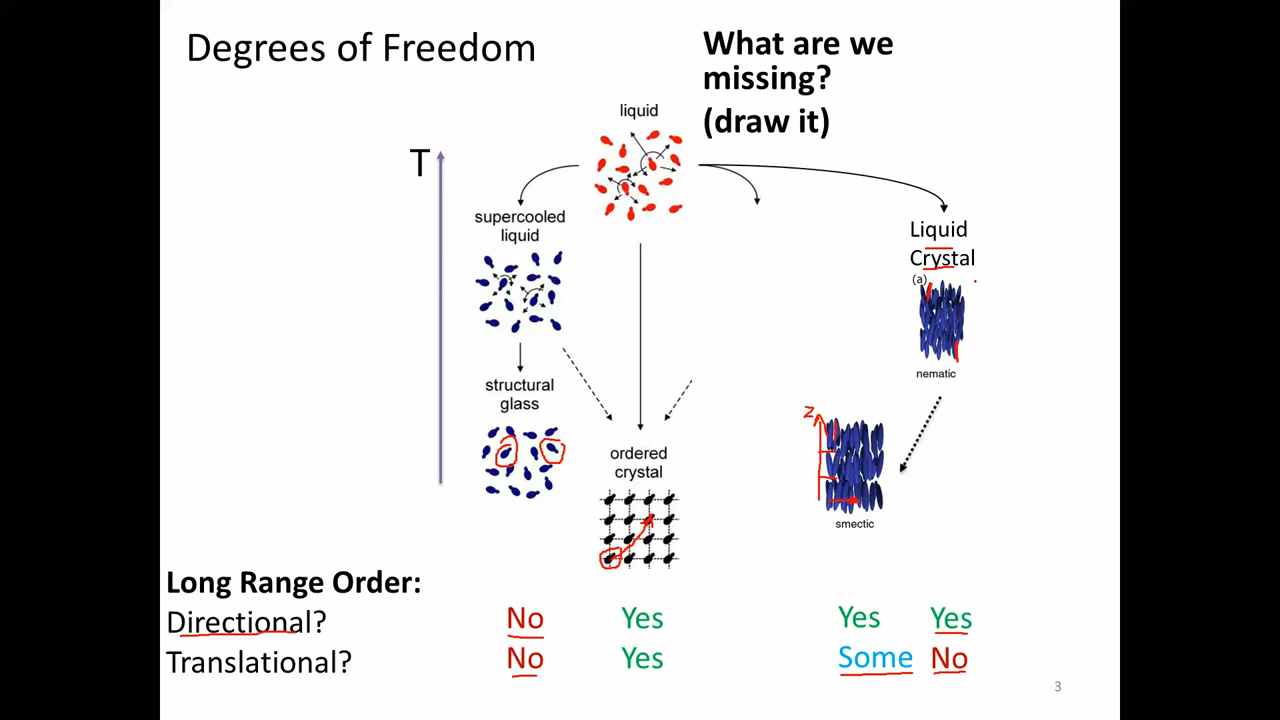 Degrees of Freedom
What are we
missing?
(draw it)
liquid
T
supercooled
liquid
Liquid
Crystal
(a)
nematic
structural
glass
z
ordered
crystal
smectic
Long Range Order:
Directional? No Yes Yes Yes
Translational? No Yes Some No
3